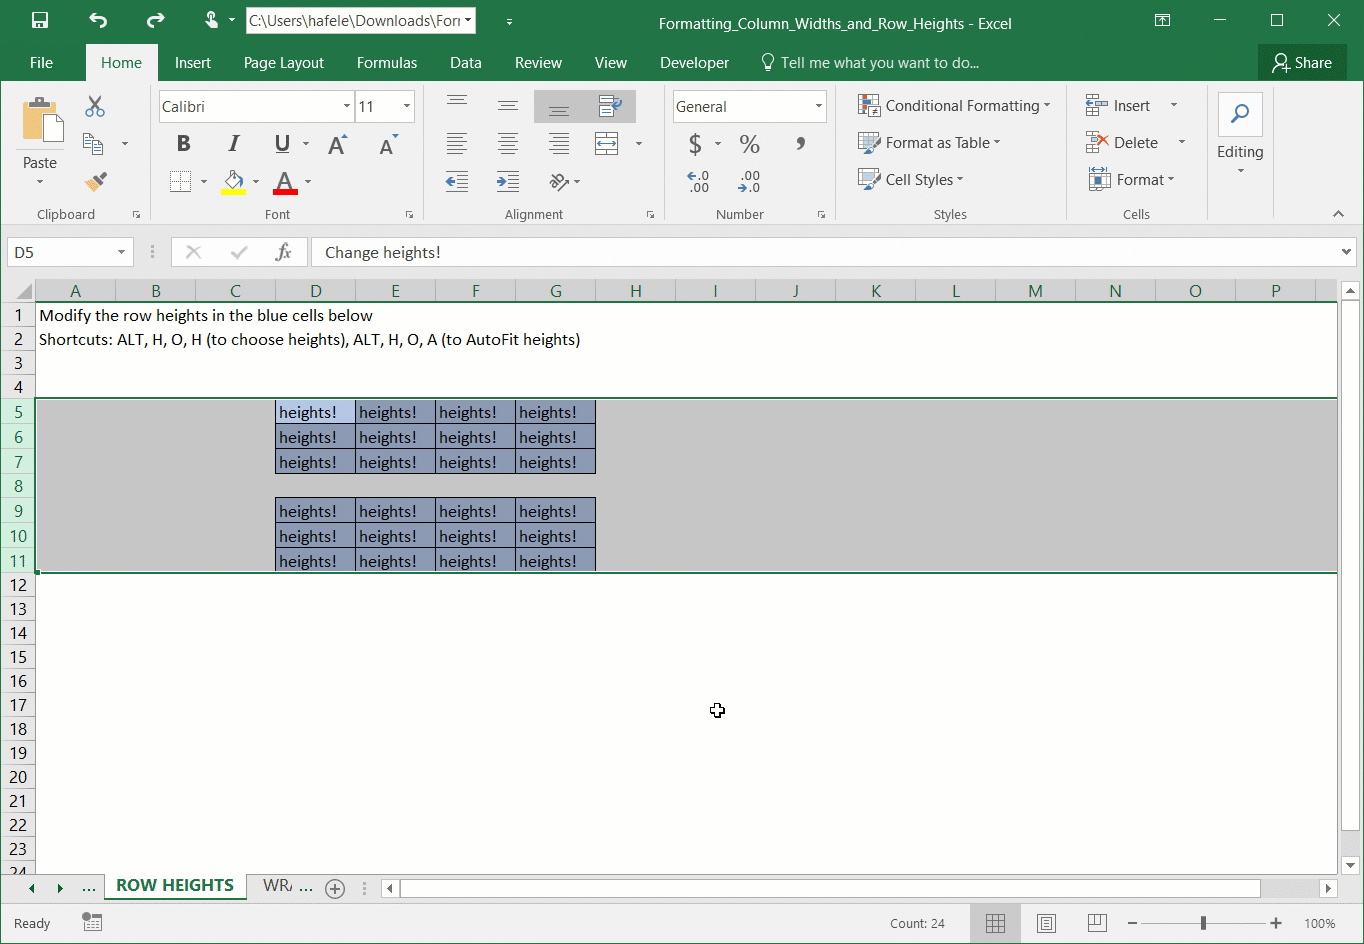 C:\Users\hafele\Downloads\Forr
Formatting_Column_Widths_and_Row_Heights - Excel
File Home Insert Page Layout Formulas Data Review View Developer Tell me what you want to do... Share
Calibri 11 General Conditional Formatting Insert
B I U A A $ % , Format as Table Delete
Paste Editing
A .0 .00 .00 .0 Cell Styles Format
Clipboard Font Alignment Number Styles Cells
D5 fx Change heights!
A B C D E F G H I J K L M N O P
1 Modify the row heights in the blue cells below
2 Shortcuts: ALT, H, O, H (to choose heights), ALT, H, O, A (to AutoFit heights)
3
4
5 heights! heights! heights! heights!
6 heights! heights! heights! heights!
7 heights! heights! heights! heights!
8
9 heights! heights! heights! heights!
10 heights! heights! heights! heights!
11 heights! heights! heights! heights!
12
13
14
15
16
17
18
19
20
21
22
23
24
... ROW HEIGHTS WRA ...
Ready Count: 24 100%